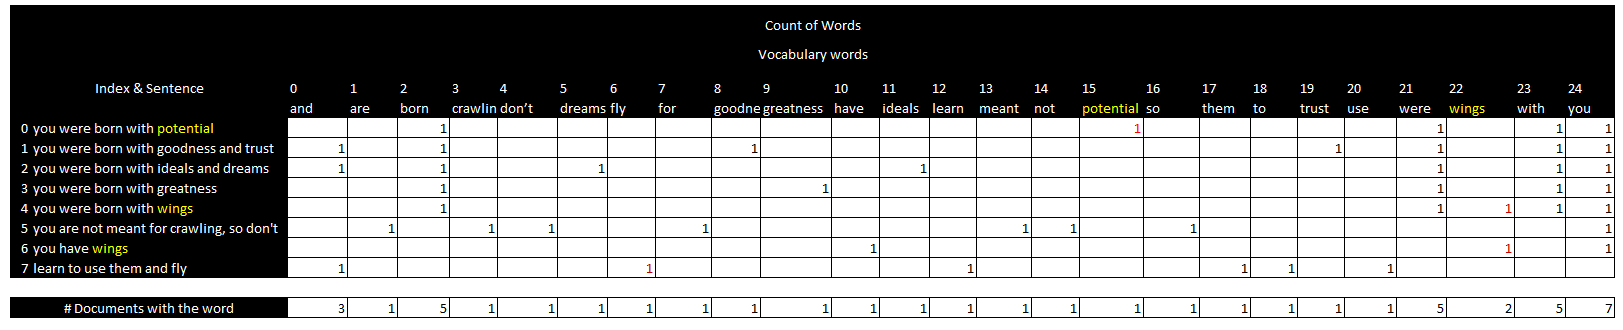 Count of Words
Vocabulary words
Index & Sentence 0 1 2 3 4 5 6 7 8 9 10 11 12 13 14 15 16 17 18 19 20 21 22 23 24
and are born crawlin don't dreams fly for goodne greatness have ideals learn meant not potential so them to trust use were wings with you
0 you were born with potential 1 1 1 1 1
1 you were born with goodness and trust 1 1 1 1 1 1 1
2 you were born with ideals and dreams 1 1 1 1 1 1 1
3 you were born with greatness 1 1 1 1 1
4 you were born with wings 1 1 1 1 1
5 you are not meant for crawling, so don't 1 1 1 1 1 1 1 1
6 you have wings 1 1 1
7 learn to use them and fly 1 1 1 1 1 1
# Documents with the word 3 1 5 1 1 1 1 1 1 1 1 1 1 1 1 1 1 1 1 1 1 5 2 5 7